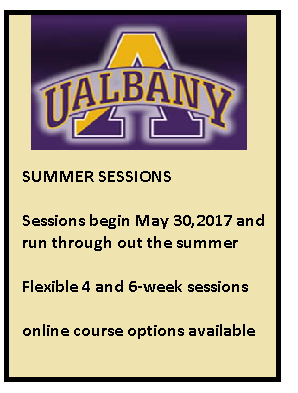 UALBANY
SUMMER SESSIONS
Sessions begin May 30,2017 and
run through out the summer
Flexible 4 and 6-week sessions
online course options available